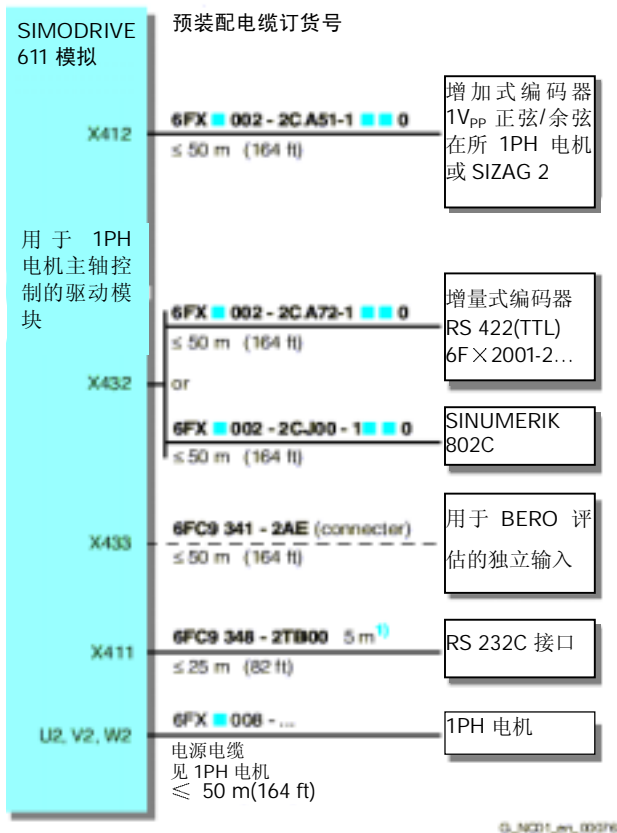 SIMODRIVE
611 模拟
预装配电缆订货号
X412
6FX ■ 002 - 2CA51-1 ■ ■ 0
≤ 50 m (164 ft)
增加式编码器
1VPP 正弦/余弦
在所 1PH 电机
或 SIZAG 2
用于 1PH
电机主轴控
制的驱动模
块
X432
6FX ■ 002 - 2CA72-1 ■ ■ 0
≤ 50 m (164 ft)
增量式编码器
RS 422(TTL)
6F×2001-2…
or
6FX ■ 002 - 2CJ00 - 1 ■ ■ 0
≤ 50 m (164 ft)
SINUMERIK
802C
X433
6FC9 341 - 2AE (connecter)
≤ 50 m (164 ft)
用于 BERO 评
估的独立输入
X411
6FC9 348 - 2TB00 5 m1)
≤ 25 m (82 ft)
RS 232C 接口
U2, V2, W2
6FX ■ 008 - ...
电源电缆
见 1PH 电机
≤ 50 m(164 ft)
1PH 电机
G_NC01_en_00076